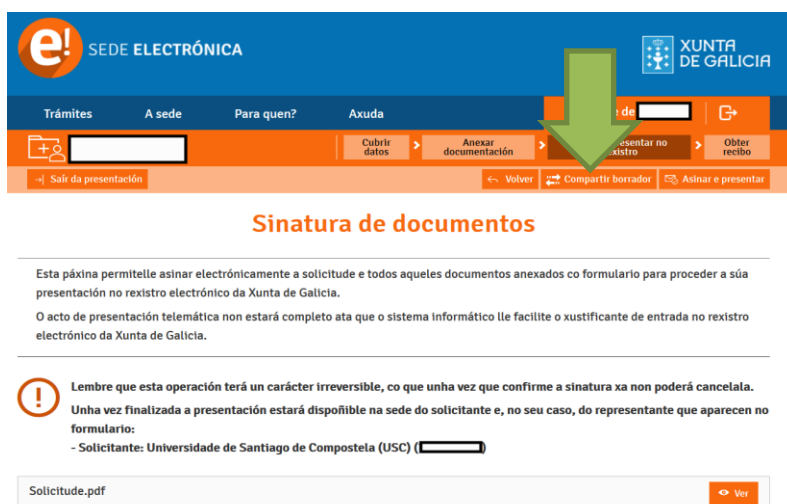 e! SEDE ELECTRÓNICA
XUNTA
DE GALICIA
Trámites A sede Para quen? Axuda de
Cubrir
datos
Anexar
documentación
presentar no
rexistro
Obter
recibo
Saír da presentación Volver Compartir borrador Asinar e presentar
Sinatura de documentos
Esta páxina permitelle asinar electrónicamente a solicitude e todos aqueles documentos anexados co formulario para proceder a súa
presentación no rexistro electrónico da Xunta de Galicia.
O acto de presentación telemática non estará completo ata que o sistema informático lle facilite o xustificante de entrada no rexistro
electrónico da Xunta de Galicia.
! Lembre que esta operación terá un carácter irreversible, co que unha vez que confirme a sinatura xa non poderá cancelala.
Unha vez finalizada a presentación estará dispoñible na sede do solicitante e, no seu caso, do representante que aparecen no
formulario:
- Solicitante: Universidade de Santiago de Compostela (USC) ( )
Solicitude.pdf Ver